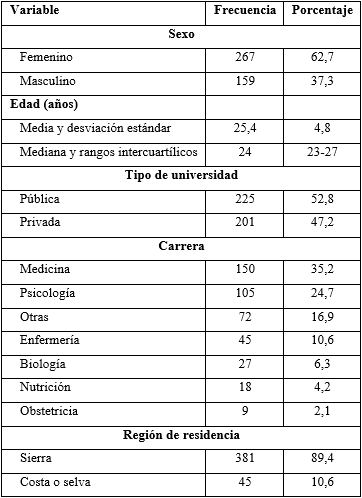 Variable Frecuencia Porcentaje
Sexo
Femenino 267 62,7
Masculino 159 37,3
Edad (años)
Media y desviación estándar 25,4 4,8
Mediana y rangos intercuartílicos 24 23-27
Tipo de universidad
Pública 225 52,8
Privada 201 47,2
Carrera
Medicina 150 35,2
Psicología 105 24,7
Otras 72 16,9
Enfermería 45 10,6
Biología 27 6,3
Nutrición 18 4,2
Obstetricia 9 2,1
Región de residencia
Sierra 381 89,4
Costa o selva 45 10,6